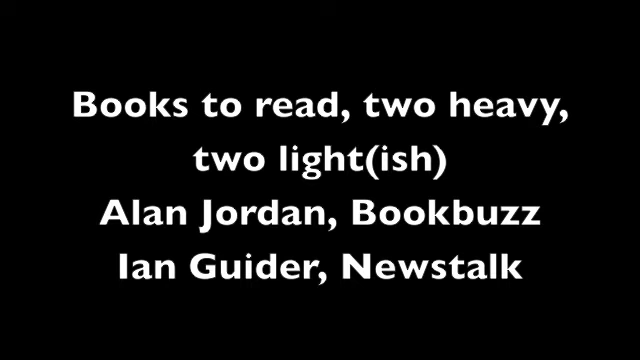 Books to read, two heavy,
two light(ish)
Alan Jordan, Bookbuzz
Ian Guider, Newstalk